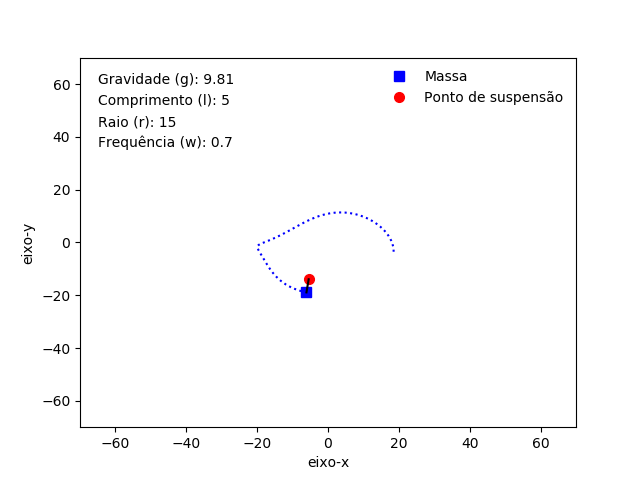 Gravidade (g): 9.81
Comprimento (l): 5
Raio (r): 15
Frequência (w): 0.7
Massa
Ponto de suspensão
60
40
20
0
−20
−40
−60
eixo-y
−60
−40
−20
0
20
40
60
eixo-x